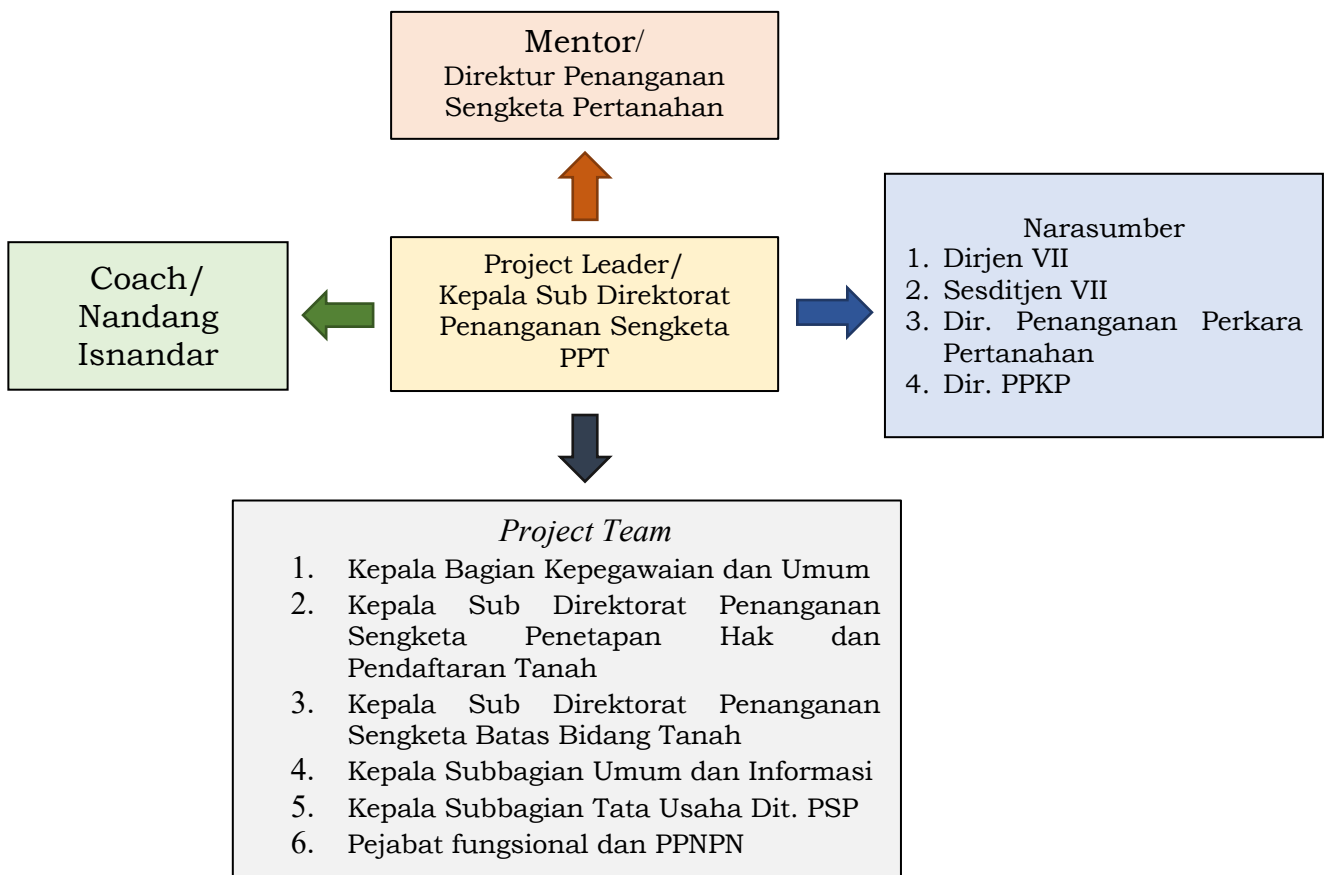 Mentor/
Direktur Penanganan
Sengketa Pertanahan
Coach/
Nandang
Isnandar
Project Leader/
Kepala Sub Direktorat
Penanganan Sengketa
PPT
Narasumber
1. Dirjen VII
2. Sesditjen VII
3. Dir. Penanganan Perkara
Pertanahan
4. Dir. PPKP
Project Team
1. Kepala Bagian Kepegawaian dan Umum
2. Kepala Sub Direktorat Penanganan
Sengketa Penetapan Hak dan
Pendaftaran Tanah
3. Kepala Sub Direktorat Penanganan
Sengketa Batas Bidang Tanah
4. Kepala Subbagian Umum dan Informasi
5. Kepala Subbagian Tata Usaha Dit. PSP
6. Pejabat fungsional dan PPNPN